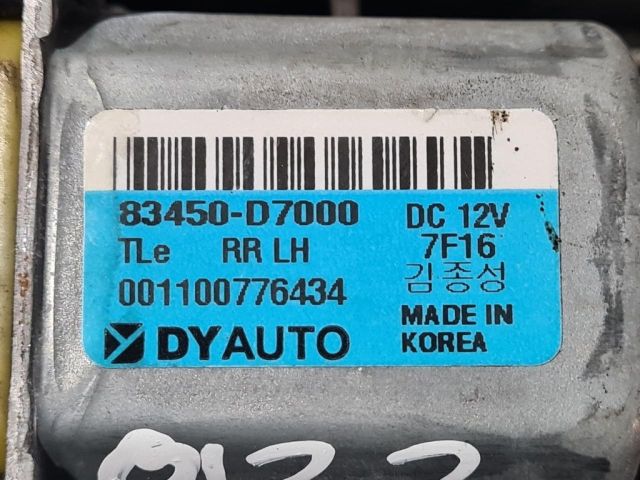 83450-D7000 DC 12V
TLe RR LH 7F16
001100776434 김종성
DYAUTO MADE IN
KOREA